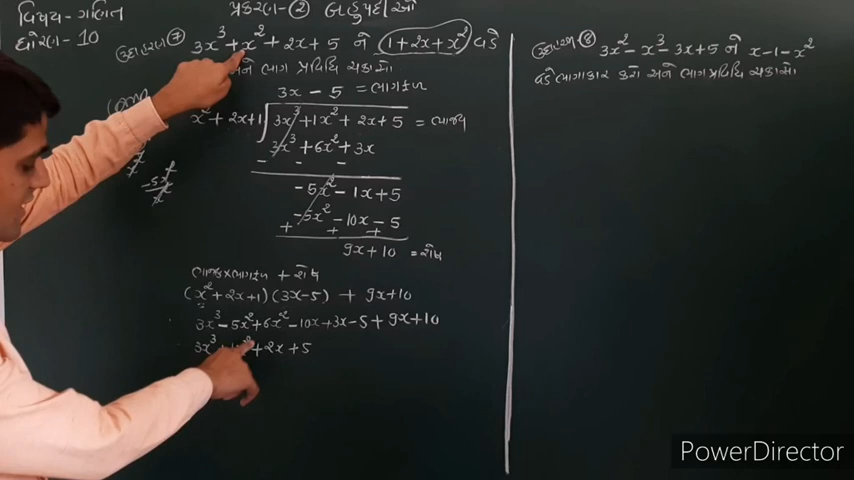 વિષય- ગણિત
ધોરણ- 10
પ્રકરણ-② બહુપદીઓ
ઉદાહરણ ⑦ 3x³ + x² + 2x + 5 ને 1+2x+x² વડે
અને ભાગ પ્રવિધિ ચકાસો
3x - 5 = ભાગફળ
x² + 2x + 1 3x³ + 1x² + 2x + 5 = ભાજ્ય
3x³ + 6x² + 3x
- - -
-5x² - 1x + 5
-5x² - 10x - 5
+ + +
9x + 10 = શેષ
ભાજક x ભાગફળ + શેષ
(x² + 2x + 1) (3x - 5) + 9x + 10
3x³ - 5x² + 6x² - 10x + 3x - 5 + 9x + 10
3x³ + + 2x + 5
-5x²
ઉદાહરણ ⑧ 3x² - x³ - 3x + 5 ને x - 1 - x²
વડે ભાગાકાર કરો અને ભાગ પ્રવિધિ ચકાસો
PowerDirector